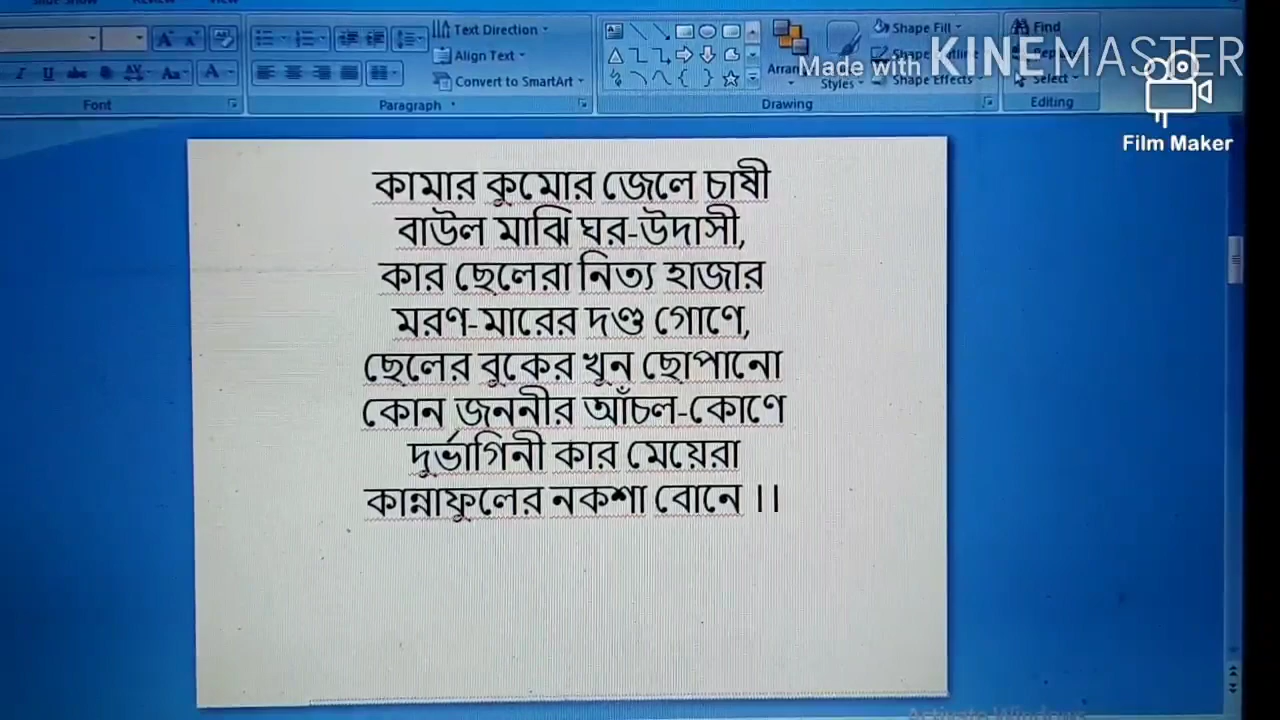 Text Direction
Align Text
Convert to SmartArt
Font
Paragraph
Drawing
Shape Fill
Shape Effects
Styles
Find
Select
Editing
Made with KINEMASTER
Film Maker
কামার কুমোর জেলে চাষী
বাউল মাঝি ঘর-উদাসী,
কার ছেলেরা নিত্য হাজার
মরণ-মারের দণ্ড গোণে,
ছেলের বুকের খুন ছোপানো
কোন জননীর আঁচল-কোণে
দুর্ভাগিনী কার মেয়েরা
কান্নাফুলের নকশা বোনে ।।